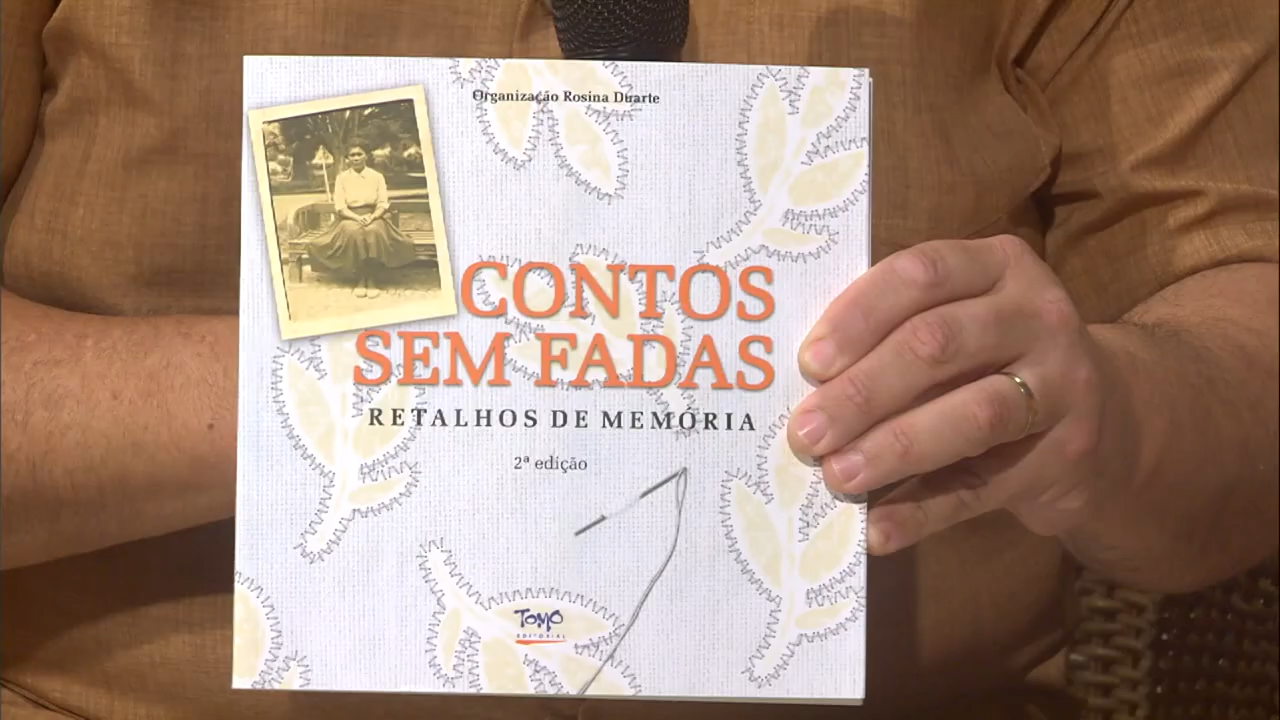 Organização Rosina Duarte
CONTOS
SEM FADAS
RETALHOS DE MEMÓRIA
2ª edição
TOMO
EDITORIAL